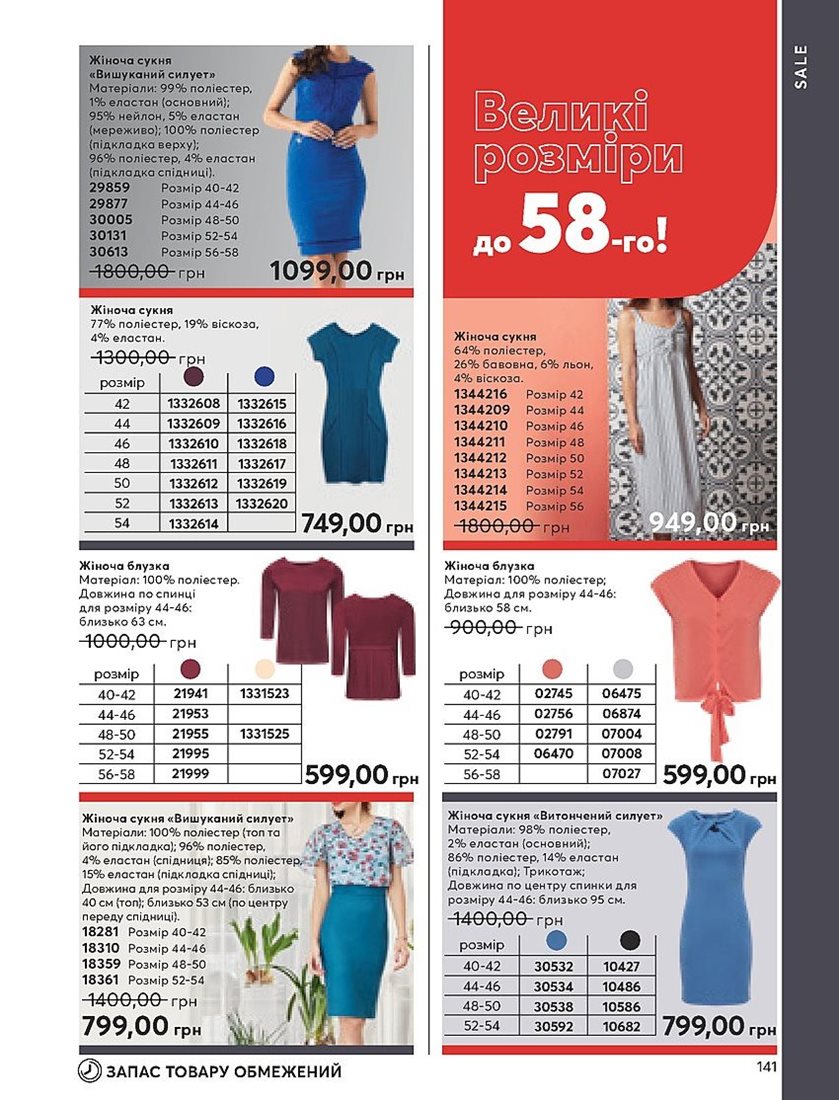 SALE
Жіноча сукня
«Вишуканий силует»
Матеріали: 99% поліестер,
1% еластан (основний);
95% нейлон, 5% еластан
(мереживо); 100% поліестер
(підкладка верху);
96% поліестер, 4% еластан
(підкладка спідниці).
29859 Розмір 40-42
29877 Розмір 44-46
30005 Розмір 48-50
30131 Розмір 52-54
30613 Розмір 56-58
1800,00 грн
1099,00 грн
Великі
розміри
до 58-го!
Жіноча сукня
77% поліестер, 19% віскоза,
4% еластан.
1300,00 грн
розмір
42 1332608 1332615
44 1332609 1332616
46 1332610 1332618
48 1332611 1332617
50 1332612 1332619
52 1332613 1332620
54 1332614
749,00 грн
Жіноча сукня
64% поліестер,
26% бавовна, 6% льон,
4% віскоза.
1344216 Розмір 42
1344209 Розмір 44
1344210 Розмір 46
1344211 Розмір 48
1344212 Розмір 50
1344213 Розмір 52
1344214 Розмір 54
1344215 Розмір 56
1800,00 грн
949,00 грн
Жіноча блузка
Матеріал: 100% поліестер.
Довжина по спинці
для розміру 44-46:
близько 63 см.
1000,00 грн
розмір
40-42 21941 1331523
44-46 21953
48-50 21955 1331525
52-54 21995
56-58 21999
599,00 грн
Жіноча блузка
Матеріал: 100% поліестер;
Довжина для розміру 44-46:
близько 58 см.
900,00 грн
розмір
40-42 02745 06475
44-46 02756 06874
48-50 02791 07004
52-54 06470 07008
56-58 07027
599,00 грн
Жіноча сукня «Вишуканий силует»
Матеріали: 100% поліестер (топ та
його підкладка); 96% поліестер,
4% еластан (спідниця); 85% поліестер,
15% еластан (підкладка спідниці);
Довжина для розміру 44-46: близько
40 см (топ); близько 53 см (по центру
переду спідниці).
18281 Розмір 40-42
18310 Розмір 44-46
18359 Розмір 48-50
18361 Розмір 52-54
1400,00 грн
799,00 грн
Жіноча сукня «Витончений силует»
Матеріали: 98% поліестер,
2% еластан (основний);
86% поліестер, 14% еластан
(підкладка); Трикотаж;
Довжина по центру спинки для
розміру 44-46: близько 95 см.
1400,00 грн
розмір
40-42 30532 10427
44-46 30534 10486
48-50 30538 10586
52-54 30592 10682
799,00 грн
ЗАПАС ТОВАРУ ОБМЕЖЕНИЙ
141